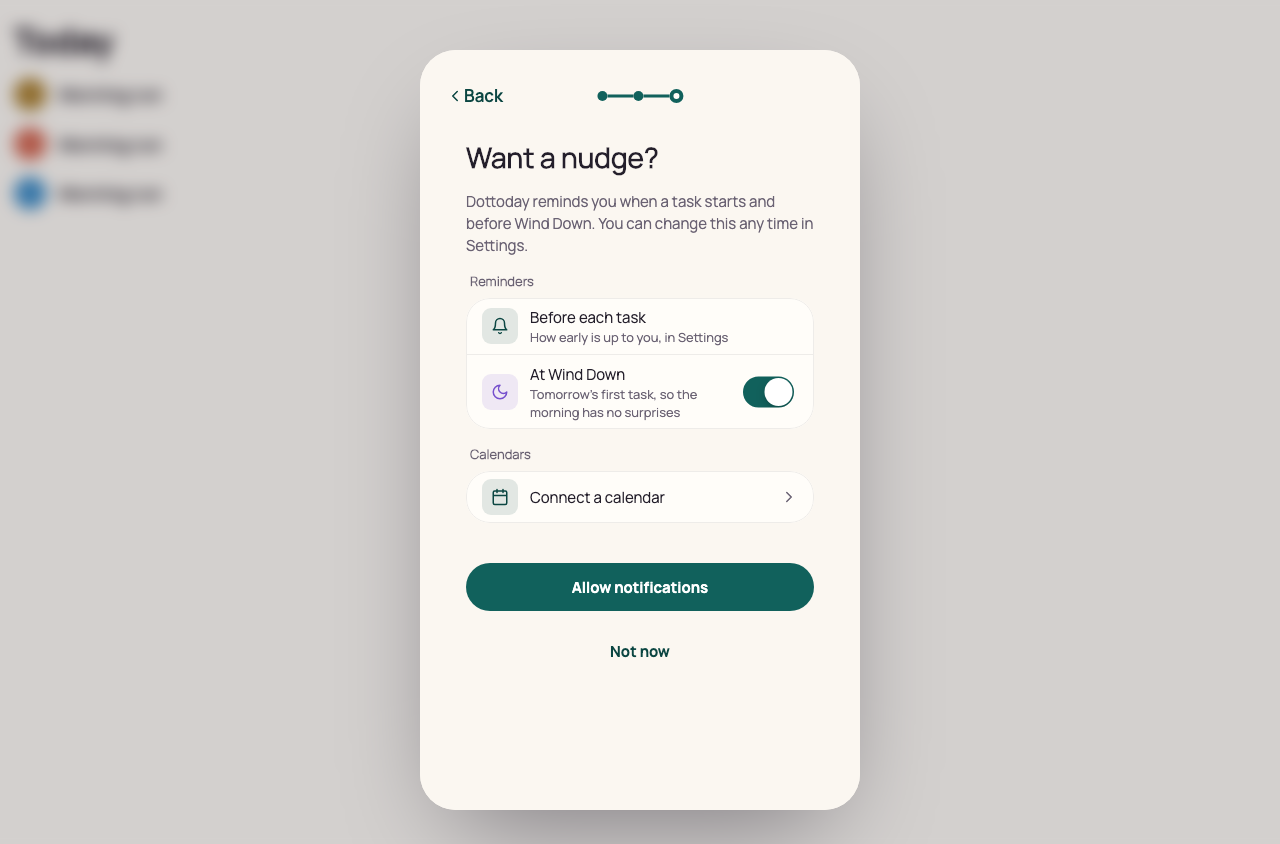 Today
Back
Want a nudge?
Dottoday reminds you when a task starts and
before Wind Down. You can change this any time in
Settings.
Reminders
Before each task
How early is up to you, in Settings
At Wind Down
Tomorrow's first task, so the
morning has no surprises
Calendars
Connect a calendar
Allow notifications
Not now